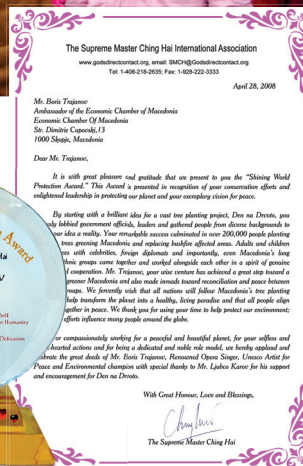 The Supreme Master Ching Hai International Association
www.godsdirectcontact.org, email: SMCH@Godsdirectcontact.org
Tel: 1-408-218-2635; Fax: 1-928-222-3333
April 28, 2008
Mr. Boris Trajanov
Ambassador of the Economic Chamber of Macedonia
Economic Chamber Of Macedonia
Str. Dimitrie Cupovski,13
1000 Skopje, Macedonia
Dear Mr. Trajanov,
It is with great pleasure and gratitude that we present to you the "Shining World
Protection Award." This Award is presented in recognition of your conservation efforts and
enlightened leadership in protecting our planet and your exemplary vision for peace.
By starting with a brilliant idea for a vast tree planting project, Den na Drvoto, you
lobbied government officials, leaders and gathered people from diverse backgrounds to
your idea a reality. Your remarkable success culminated in over 200,000 people planting
trees greening Macedonia and replacing bushfire affected areas. Adults and children
with celebrities, foreign diplomats and importantly, even Macedonia's long
ethnic groups came together and worked alongside each other in a spirit of genuine
cooperation. Mr. Trajanov, your wise venture has achieved a great step toward a
greener Macedonia and also made inroads toward reconciliation and peace between
groups. We fervently wish that all nations will follow Macedonia's tree planting
help transform the planet into a healthy, living paradise and that all people align
together in peace. We thank you for using your time to help protect our environment;
efforts influence many people around the globe.
compassionately working for a peaceful and beautiful planet, for your selfless and
-hearted actions and for being a dedicated and noble role model, we hereby applaud and
the great deeds of Mr. Boris Trajanov, Renowned Opera Singer, Unesco Artist for
Peace and Environmental champion with special thanks to Mr. Ljubco Karov for his support
and encouragement for Den na Drvoto.
With Great Honour, Love and Blessings,
The Supreme Master Ching Hai
Award
Humanity
Dedication